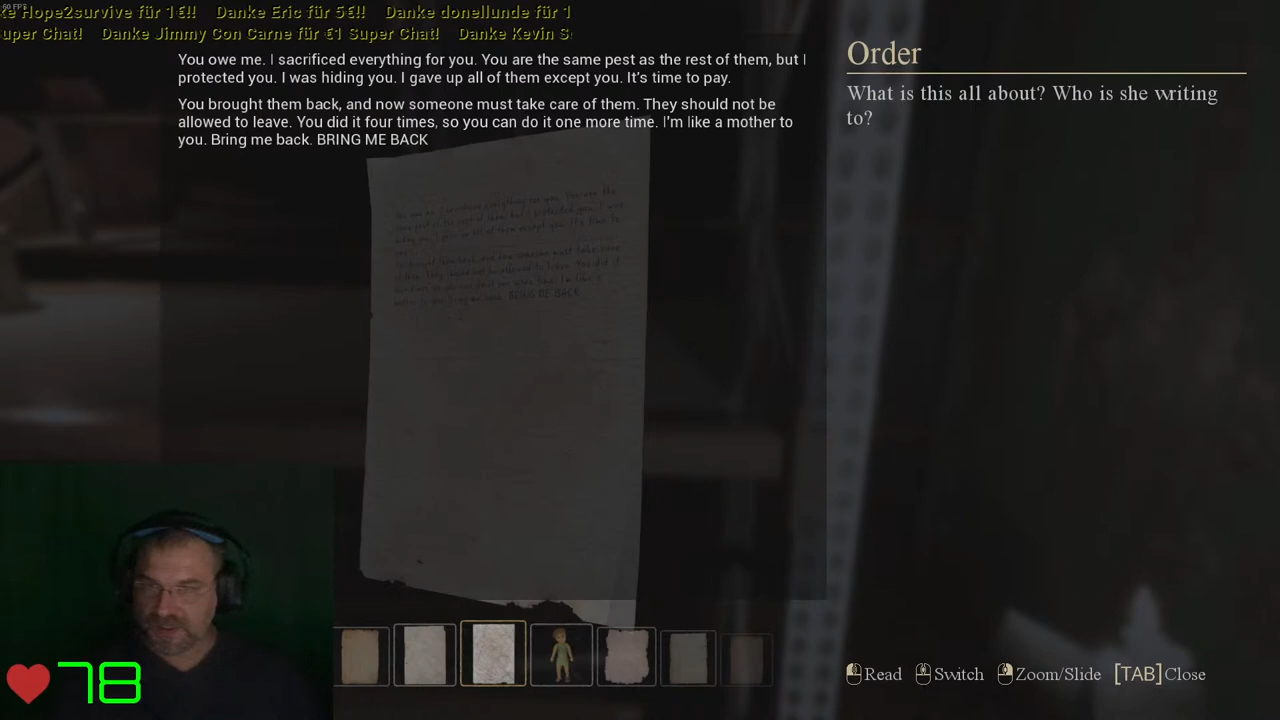 60 FPS
ke Hope2survive für 1€!! Danke Eric für 5€!! Danke donellunde für 1
uper Chat! Danke Jimmy Con Carne für €1 Super Chat! Danke Kevin S
You owe me. I sacrificed everything for you. You are the same pest as the rest of them, but I
protected you. I was hiding you. I gave up all of them except you. It's time to pay.
You brought them back, and now someone must take care of them. They should not be
allowed to leave. You did it four times, so you can do it one more time. I'm like a mother to
you. Bring me back. BRING ME BACK
Order
What is this all about? Who is she writing
to?
78
Read Switch Zoom/Slide [TAB]Close